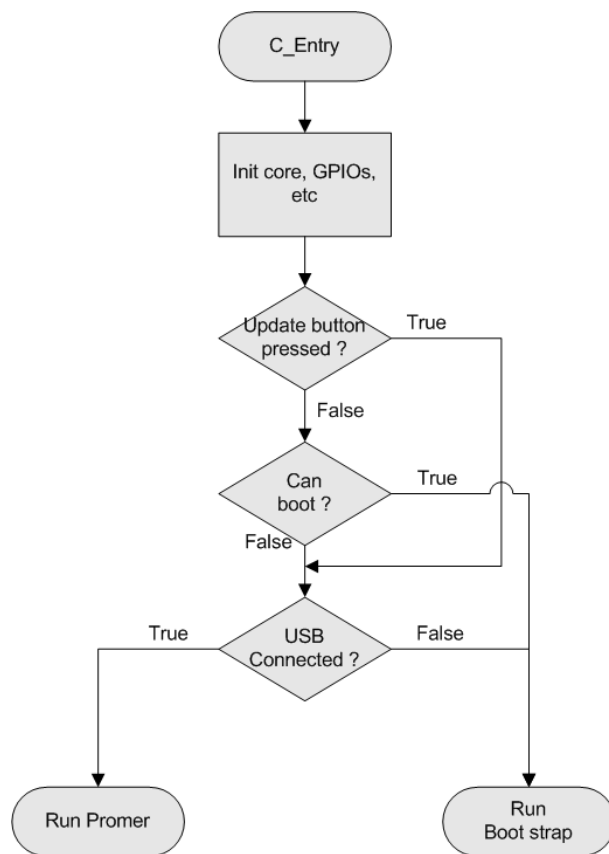 C_Entry
Init core, GPIOs,
etc
Update button
pressed ?
True
False
Can
boot ?
True
False
USB
Connected ?
True
False
Run Promer
Run
Boot strap